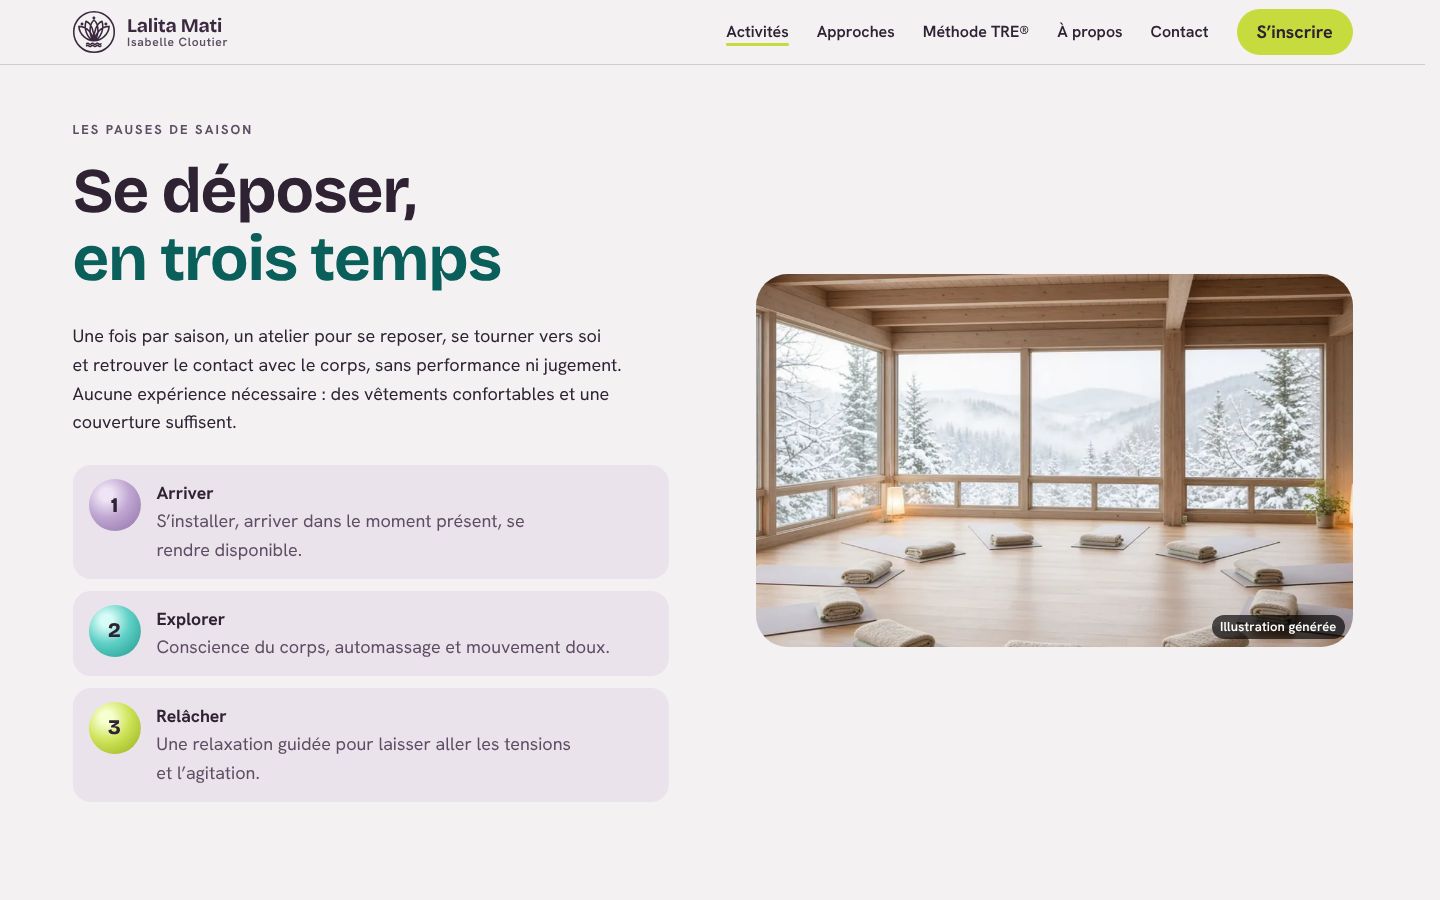 Lalita Mati
Isabelle Cloutier
Activités
Approches
Méthode TRE®
À propos
Contact
S’inscrire
LES PAUSES DE SAISON
Se déposer,
en trois temps
Une fois par saison, un atelier pour se reposer, se tourner vers soi
et retrouver le contact avec le corps, sans performance ni jugement.
Aucune expérience nécessaire : des vêtements confortables et une
couverture suffisent.
1
Arriver
S’installer, arriver dans le moment présent, se
rendre disponible.
2
Explorer
Conscience du corps, automassage et mouvement doux.
3
Relâcher
Une relaxation guidée pour laisser aller les tensions
et l’agitation.
Illustration générée